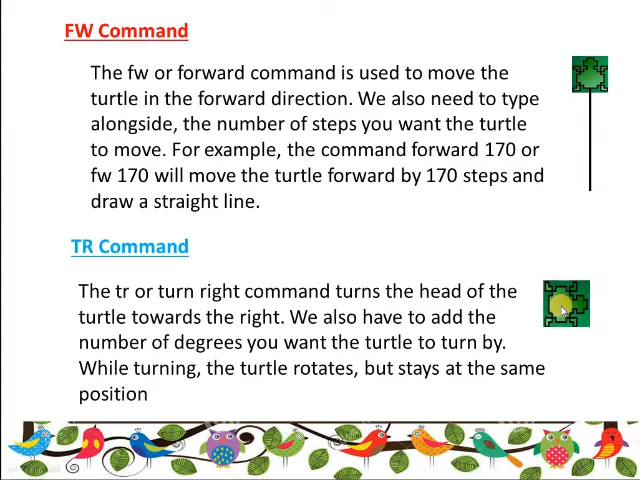 FW Command
The fw or forward command is used to move the
turtle in the forward direction. We also need to type
alongside, the number of steps you want the turtle
to move. For example, the command forward 170 or
fw 170 will move the turtle forward by 170 steps and
draw a straight line.
TR Command
The tr or turn right command turns the head of the
turtle towards the right. We also have to add the
number of degrees you want the turtle to turn by.
While turning, the turtle rotates, but stays at the same
position